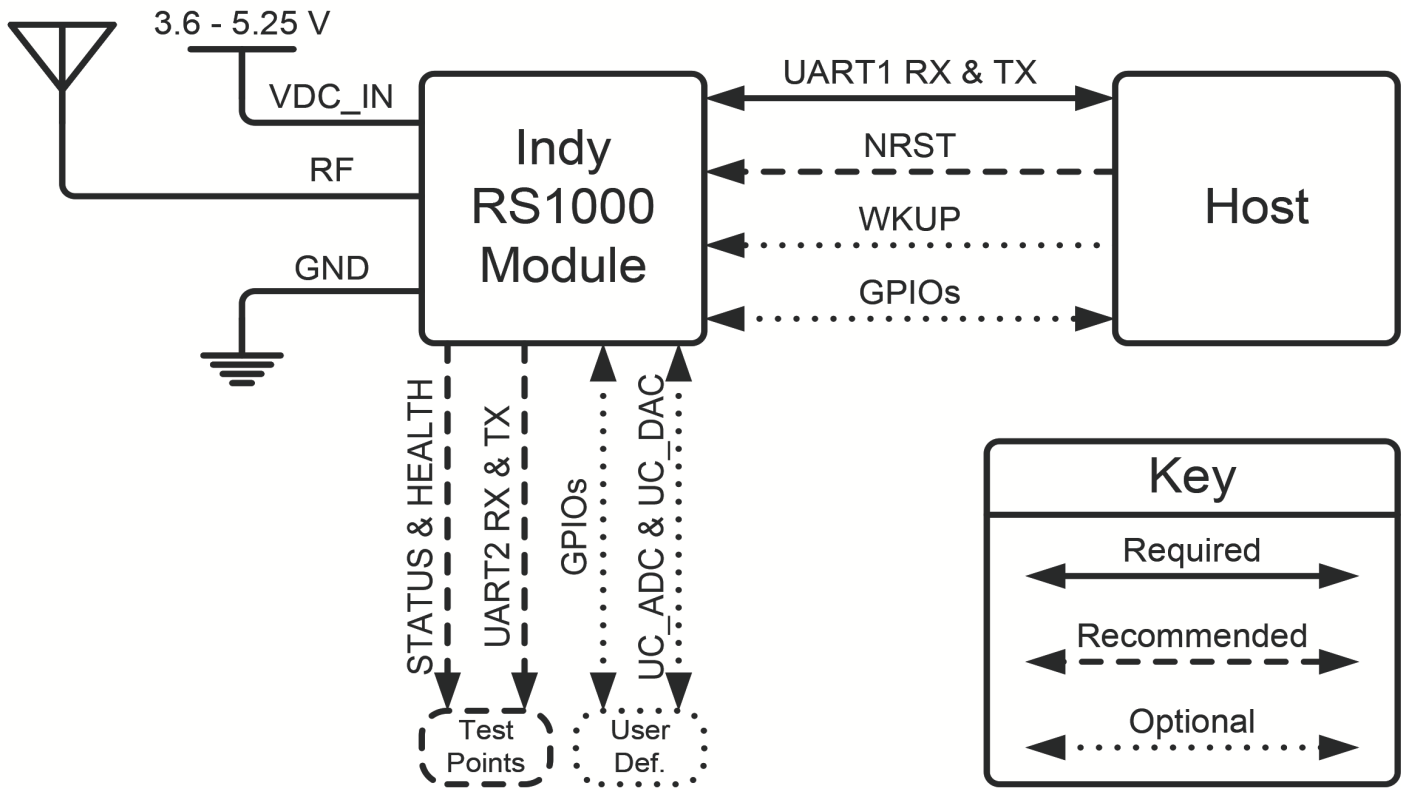 3.6 - 5.25 V
VDC_IN
RF
GND
Indy
RS1000
Module
UART1 RX & TX
NRST
WKUP
GPIOs
Host
STATUS & HEALTH
UART2 RX & TX
GPIOs
UC_ADC & UC_DAC
Test
Points
User
Def.
Key
Required
Recommended
Optional